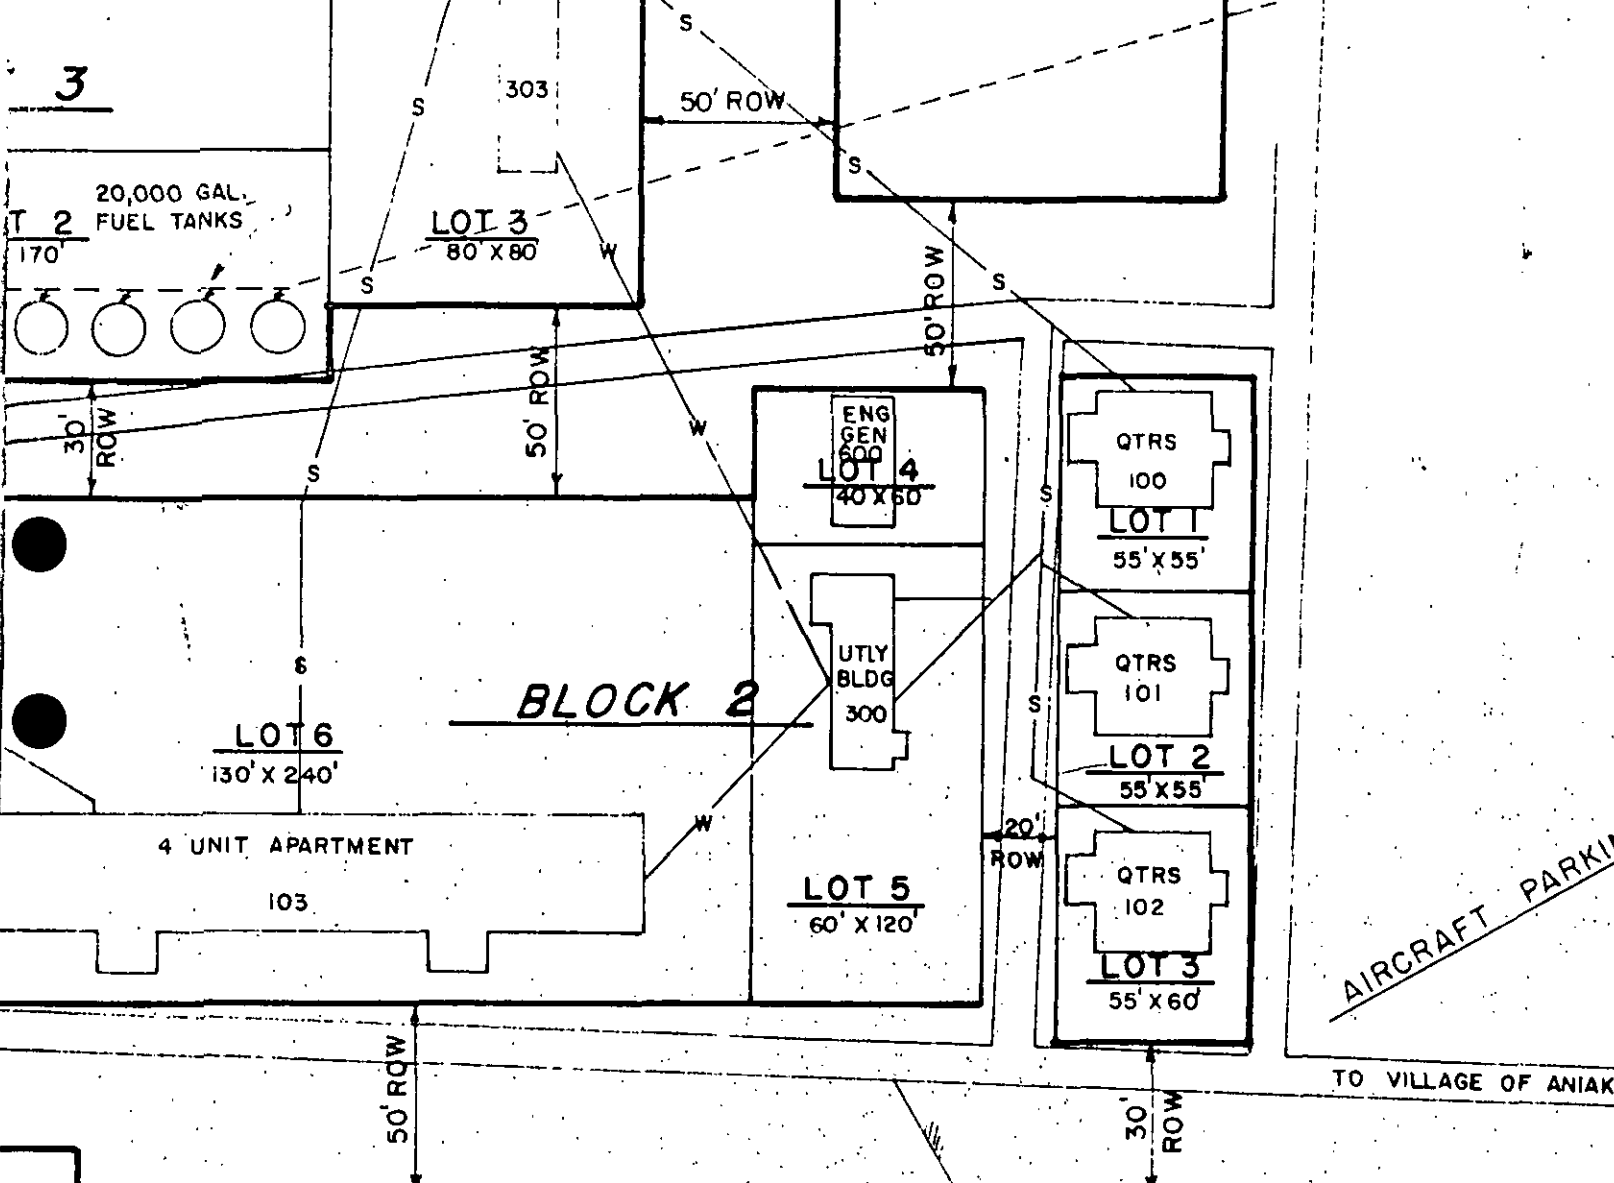 3
303
50' ROW
S
S
S
20,000 GAL.
FUEL TANKS
T 2
170'
LOT 3
80' X 80'
W
S
S
50' ROW
30'
ROW
50' ROW
S
W
ENG
GEN
600
LOT 4
40 X 60'
QTRS
100
LOT 1
55' X 55'
S
S
UTLY
BLDG
300
BLOCK 2
QTRS
101
S
LOT 2
55' X 55'
LOT 6
130' X 240'
W
4 UNIT APARTMENT
103
LOT 5
60' X 120'
20'
ROW
QTRS
102
LOT 3
55' X 60'
AIRCRAFT PARKIN
TO VILLAGE OF ANIAK
50' ROW
30'
ROW